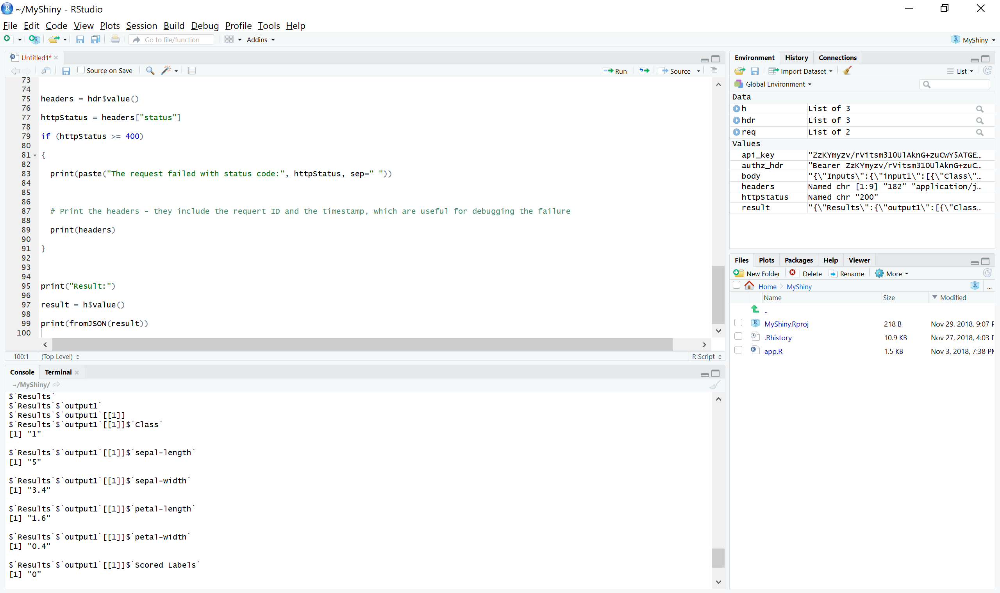 ~/MyShiny - RStudio
File Edit Code View Plots Session Build Debug Profile Tools Help
Go to file/function Addins MyShiny
Untitled1*
Source on Save Run Source
73
74
75 headers = hdr$value()
76
77 httpStatus = headers["status"]
78
79 if (httpStatus >= 400)
80
81 {
82
83 print(paste("The request failed with status code:", httpStatus, sep=" "))
84
85
86
87 # Print the headers - they include the requert ID and the timestamp, which are useful for debugging the failure
88
89 print(headers)
90
91 }
92
93
94
95 print("Result:")
96
97 result = h$value()
98
99 print(fromJSON(result))
100
100:1 (Top Level) R Script
Console Terminal
~/MyShiny/
$`Results`
$`Results`$`output1`
$`Results`$`output1`[[1]]
$`Results`$`output1`[[1]]$`Class`
[1] "1"
$`Results`$`output1`[[1]]$`sepal-length`
[1] "5"
$`Results`$`output1`[[1]]$`sepal-width`
[1] "3.4"
$`Results`$`output1`[[1]]$`petal-length`
[1] "1.6"
$`Results`$`output1`[[1]]$`petal-width`
[1] "0.4"
$`Results`$`output1`[[1]]$`Scored Labels`
[1] "0"
Environment History Connections
Import Dataset List
Global Environment
Data
h List of 3
hdr List of 3
req List of 2
Values
api_key "ZzKYmyzv/rVitsm31OUlAknG+zuCwY5ATGE…
authz_hdr "Bearer ZzKYmyzv/rVitsm31OUlAknG+zuC…
body "{\"Inputs\":{\"input1\":[{\"Class\"…
headers Named chr [1:9] "182" "application/j…
httpStatus Named chr "200"
result "{\"Results\":{\"output1\":[{\"Class…
Files Plots Packages Help Viewer
New Folder Delete Rename More
Home MyShiny ...
Name Size Modified
..
MyShiny.Rproj 218 B Nov 29, 2018, 9:07 P
.Rhistory 10.9 KB Nov 27, 2018, 4:03 P
app.R 1.5 KB Nov 3, 2018, 7:38 PM